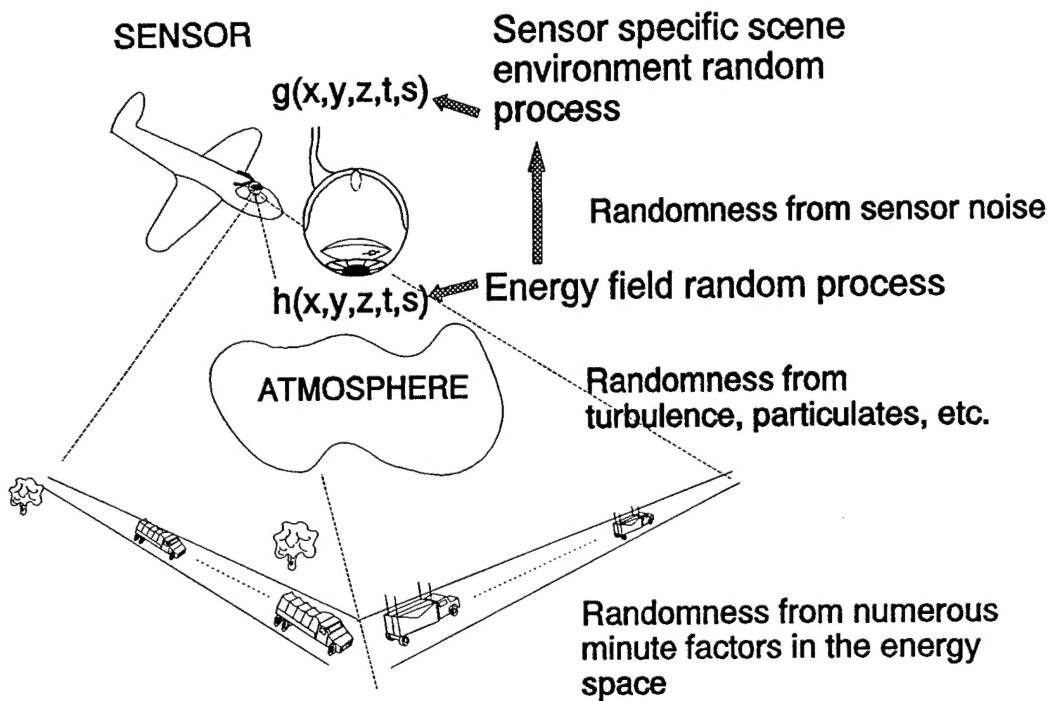 SENSOR
Sensor specific scene
environment random
process
g(x,y,z,t,s)
Randomness from sensor noise
h(x,y,z,t,s)
Energy field random process
ATMOSPHERE
Randomness from
turbulence, particulates, etc.
Randomness from numerous
minute factors in the energy
space